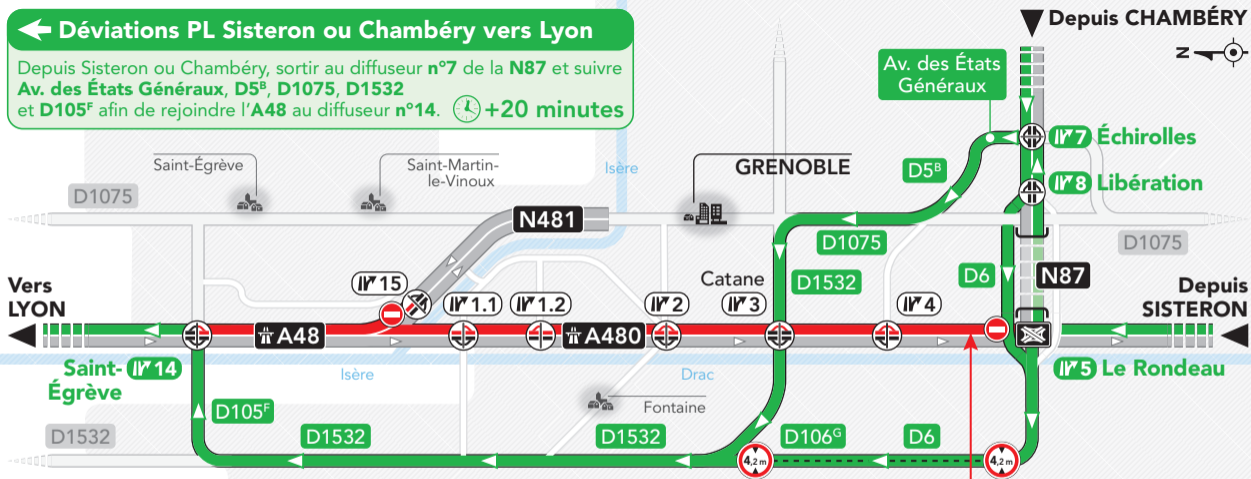 Déviations PL Sisteron ou Chambéry vers Lyon
Depuis Sisteron ou Chambéry, sortir au diffuseur n°7 de la N87 et suivre
Av. des États Généraux, D5ᴮ, D1075, D1532
et D105ꟳ afin de rejoindre l'A48 au diffuseur n°14. +20 minutes
Depuis CHAMBÉRY
N
Av. des États
Généraux
7 Échirolles
8 Libération
D5ᴮ
Saint-Égrève
Saint-Martin-
le-Vinoux
Isère
GRENOBLE
D1075
N481
D1075
D1075
Vers
LYON
15
1.1
1.2
2
Catane
3
D1532
4
D6
N87
Depuis
SISTERON
A48
A480
Saint-
Égrève
14
Isère
Drac
5 Le Rondeau
Fontaine
D105ꟳ
D1532
D1532
D1532
D106ᴳ
D6
4,2 m
4,2 m